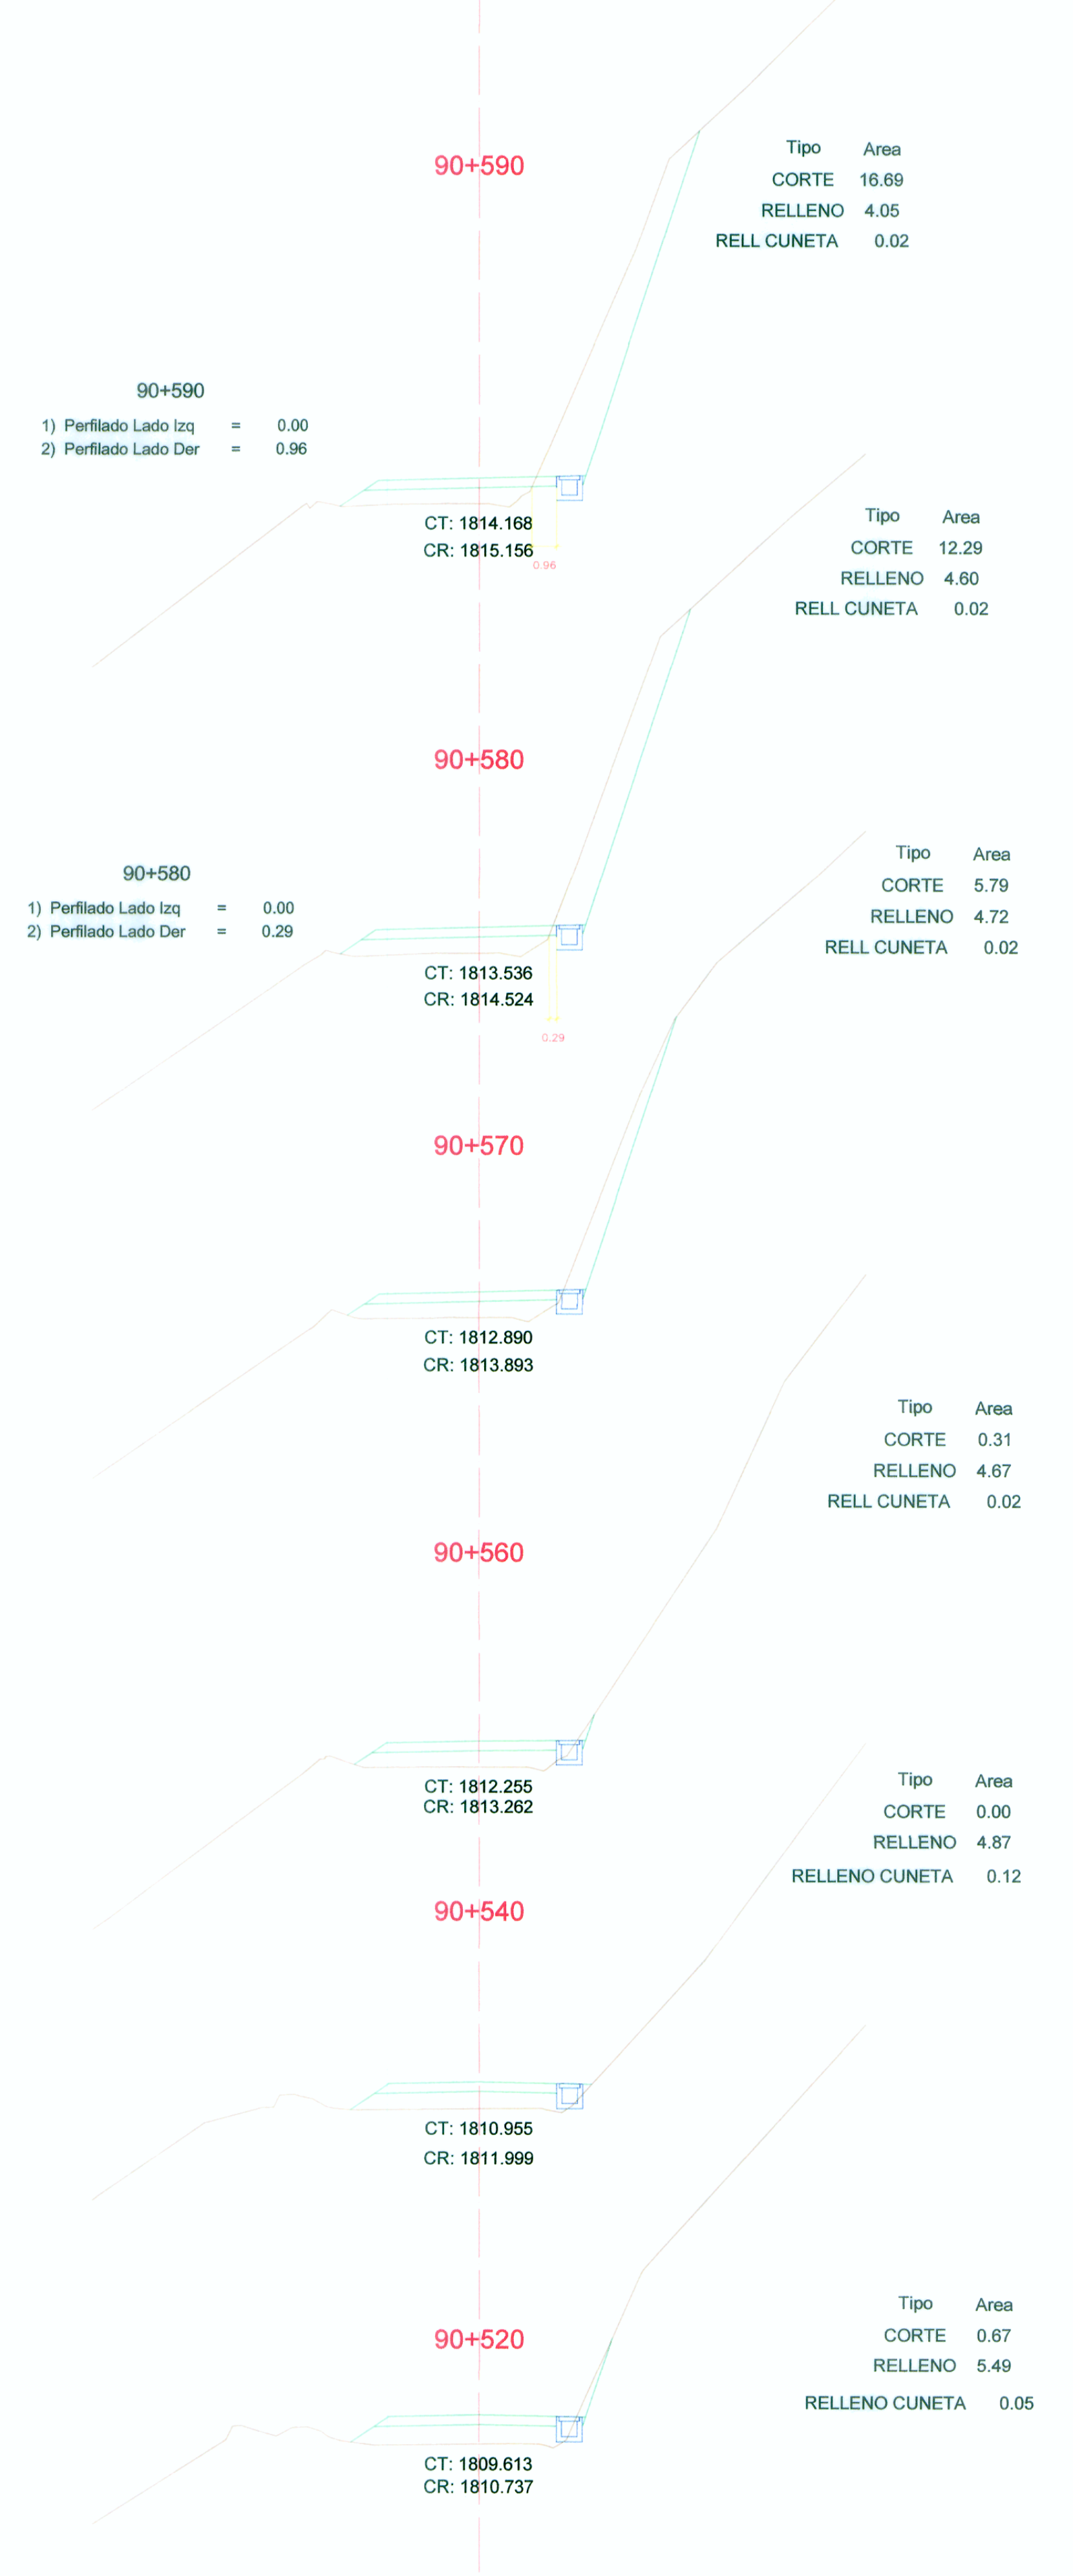 90+590
Tipo Area
CORTE 16.69
RELLENO 4.05
RELL CUNETA 0.02
90+590
1) Perfilado Lado Izq = 0.00
2) Perfilado Lado Der = 0.96
CT: 1814.168
CR: 1815.156
0.96
Tipo Area
CORTE 12.29
RELLENO 4.60
RELL CUNETA 0.02
90+580
90+580
1) Perfilado Lado Izq = 0.00
2) Perfilado Lado Der = 0.29
CT: 1813.536
CR: 1814.524
0.29
Tipo Area
CORTE 5.79
RELLENO 4.72
RELL CUNETA 0.02
90+570
CT: 1812.890
CR: 1813.893
Tipo Area
CORTE 0.31
RELLENO 4.67
RELL CUNETA 0.02
90+560
CT: 1812.255
CR: 1813.262
Tipo Area
CORTE 0.00
RELLENO 4.87
RELLENO CUNETA 0.12
90+540
CT: 1810.955
CR: 1811.999
Tipo Area
CORTE 0.67
RELLENO 5.49
RELLENO CUNETA 0.05
90+520
CT: 1809.613
CR: 1810.737